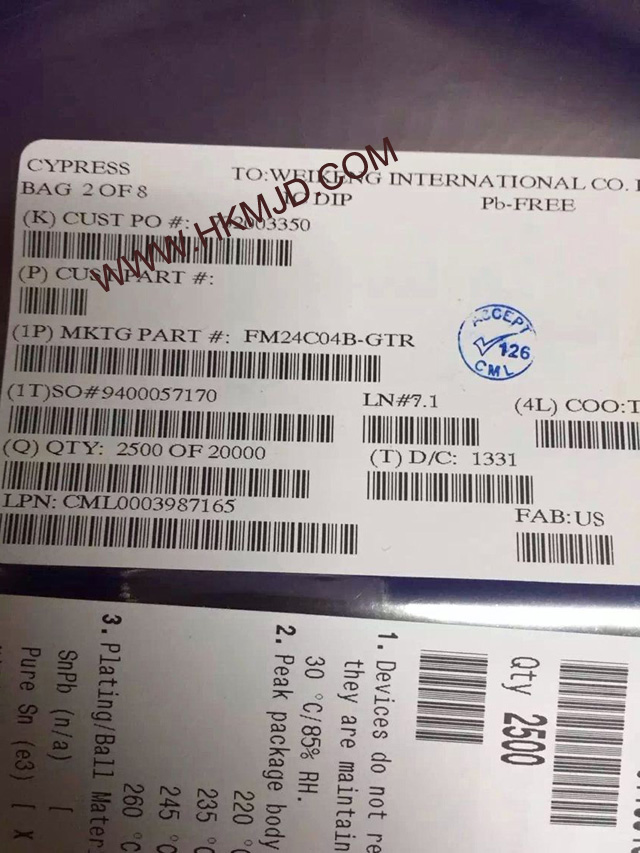 CYPRESS
TO:WEIKENG INTERNATIONAL CO.
BAG 2 OF 8
DIP
Pb-FREE
(K) CUST PO #:
3350
WWW.HKMJD.COM
(P) CUST PART #:
(1P) MKTG PART #: FM24C04B-GTR
ACCEPT
126
CML
(1T)SO#9400057170
LN#7.1
(4L) COO:T
(Q) QTY: 2500 OF 20000
(T) D/C: 1331
LPN: CML0003987165
FAB:US
Qty 2500
1. Devices do not re
they are maintain
30 °C/85% RH.
2. Peak package body
220 °C
235 °C
245 °C
260 °C
3. Plating/Ball Mater
SnPb (n/a) [
Pure Sn (e3) [ X